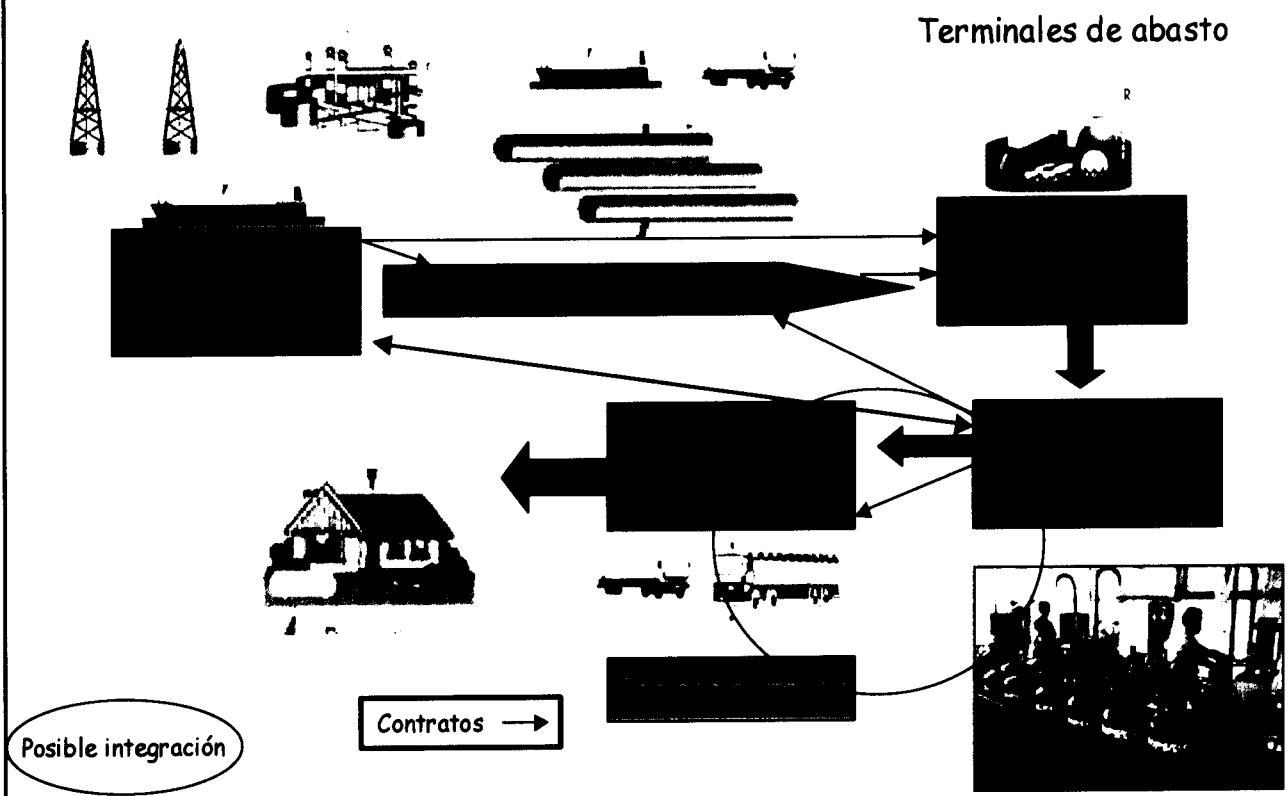 Terminales de abasto
Contratos
Posible integración